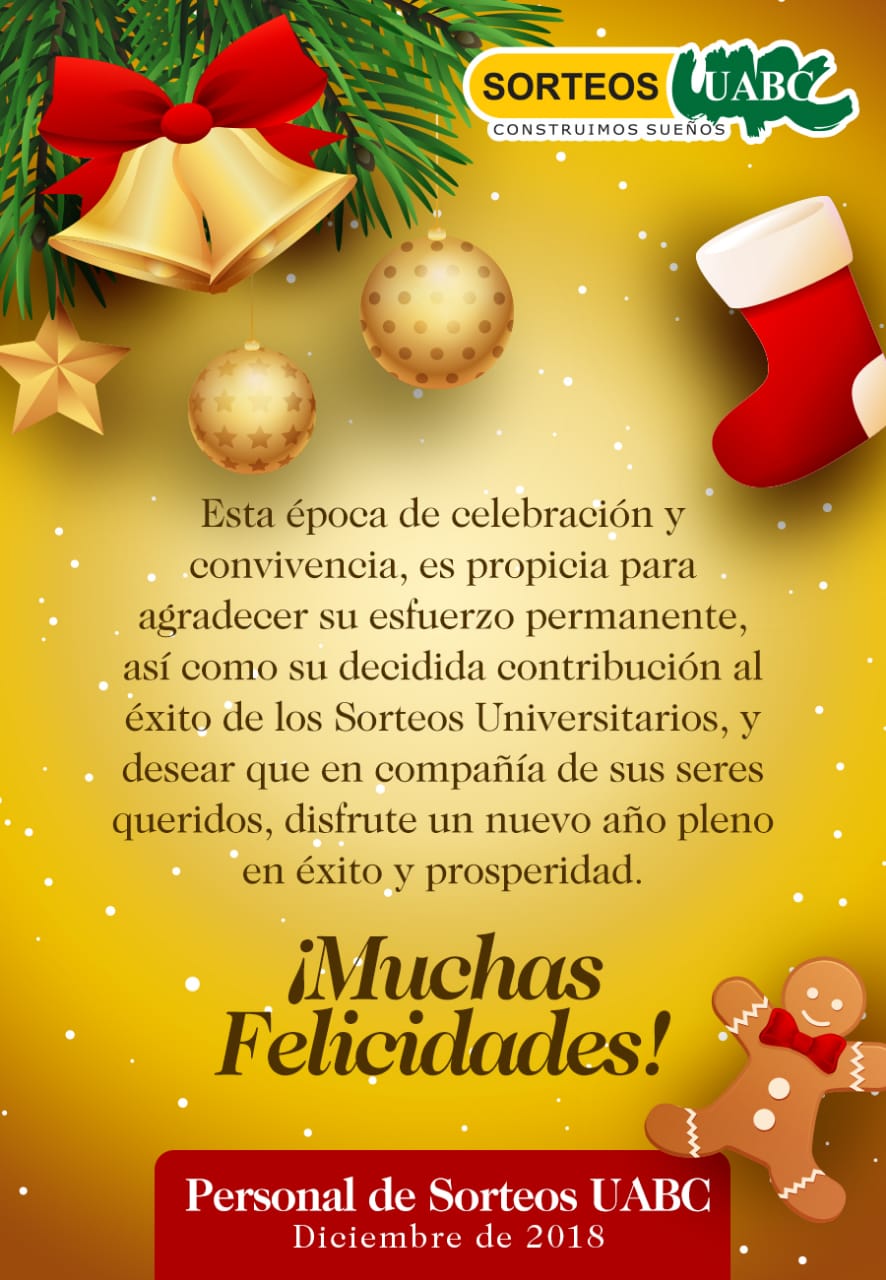 SORTEOS UABC
CONSTRUIMOS SUEÑOS
Esta época de celebración y
convivencia, es propicia para
agradecer su esfuerzo permanente,
así como su decidida contribución al
éxito de los Sorteos Universitarios, y
desear que en compañía de sus seres
queridos, disfrute un nuevo año pleno
en éxito y prosperidad.
¡Muchas
Felicidades!
Personal de Sorteos UABC
Diciembre de 2018